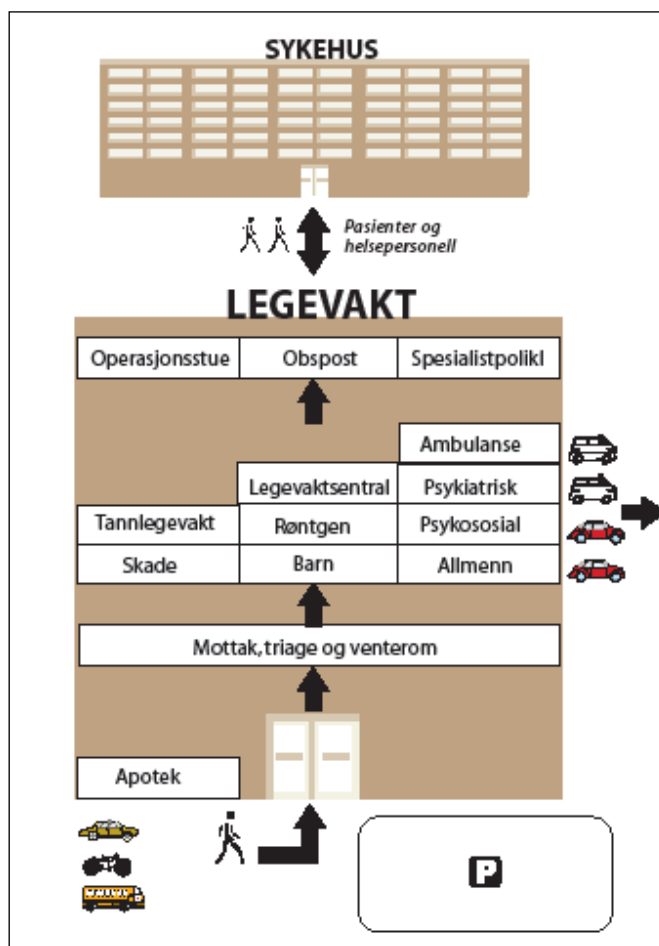 SYKEHUS
Pasienter og
helsepersonell
LEGEVAKT
Operasjonsstue Obspost Spesialistpolikl
Ambulanse
Legevaktsentral Psykiatrisk
Tannlegevakt Røntgen Psykososial
Skade Barn Allmenn
Mottak, triage og venterom
Apotek
P